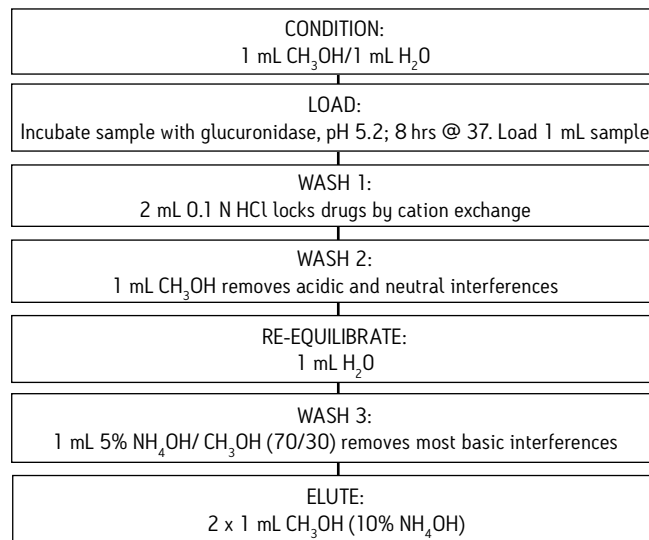 CONDITION:
1 mL CH₃OH/1 mL H₂O
LOAD:
Incubate sample with glucuronidase, pH 5.2; 8 hrs @ 37. Load 1 mL sample
WASH 1:
2 mL 0.1 N HCl locks drugs by cation exchange
WASH 2:
1 mL CH₃OH removes acidic and neutral interferences
RE-EQUILIBRATE:
1 mL H₂O
WASH 3:
1 mL 5% NH₄OH/ CH₃OH (70/30) removes most basic interferences
ELUTE:
2 x 1 mL CH₃OH (10% NH₄OH)